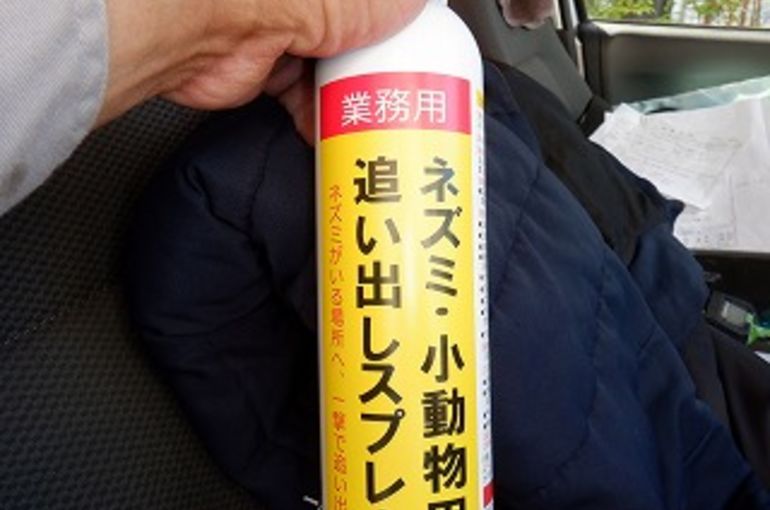 業務用
ネズミ・小動物用
追い出しスプレ
ネズミがいる場所へ、一撃で追い出